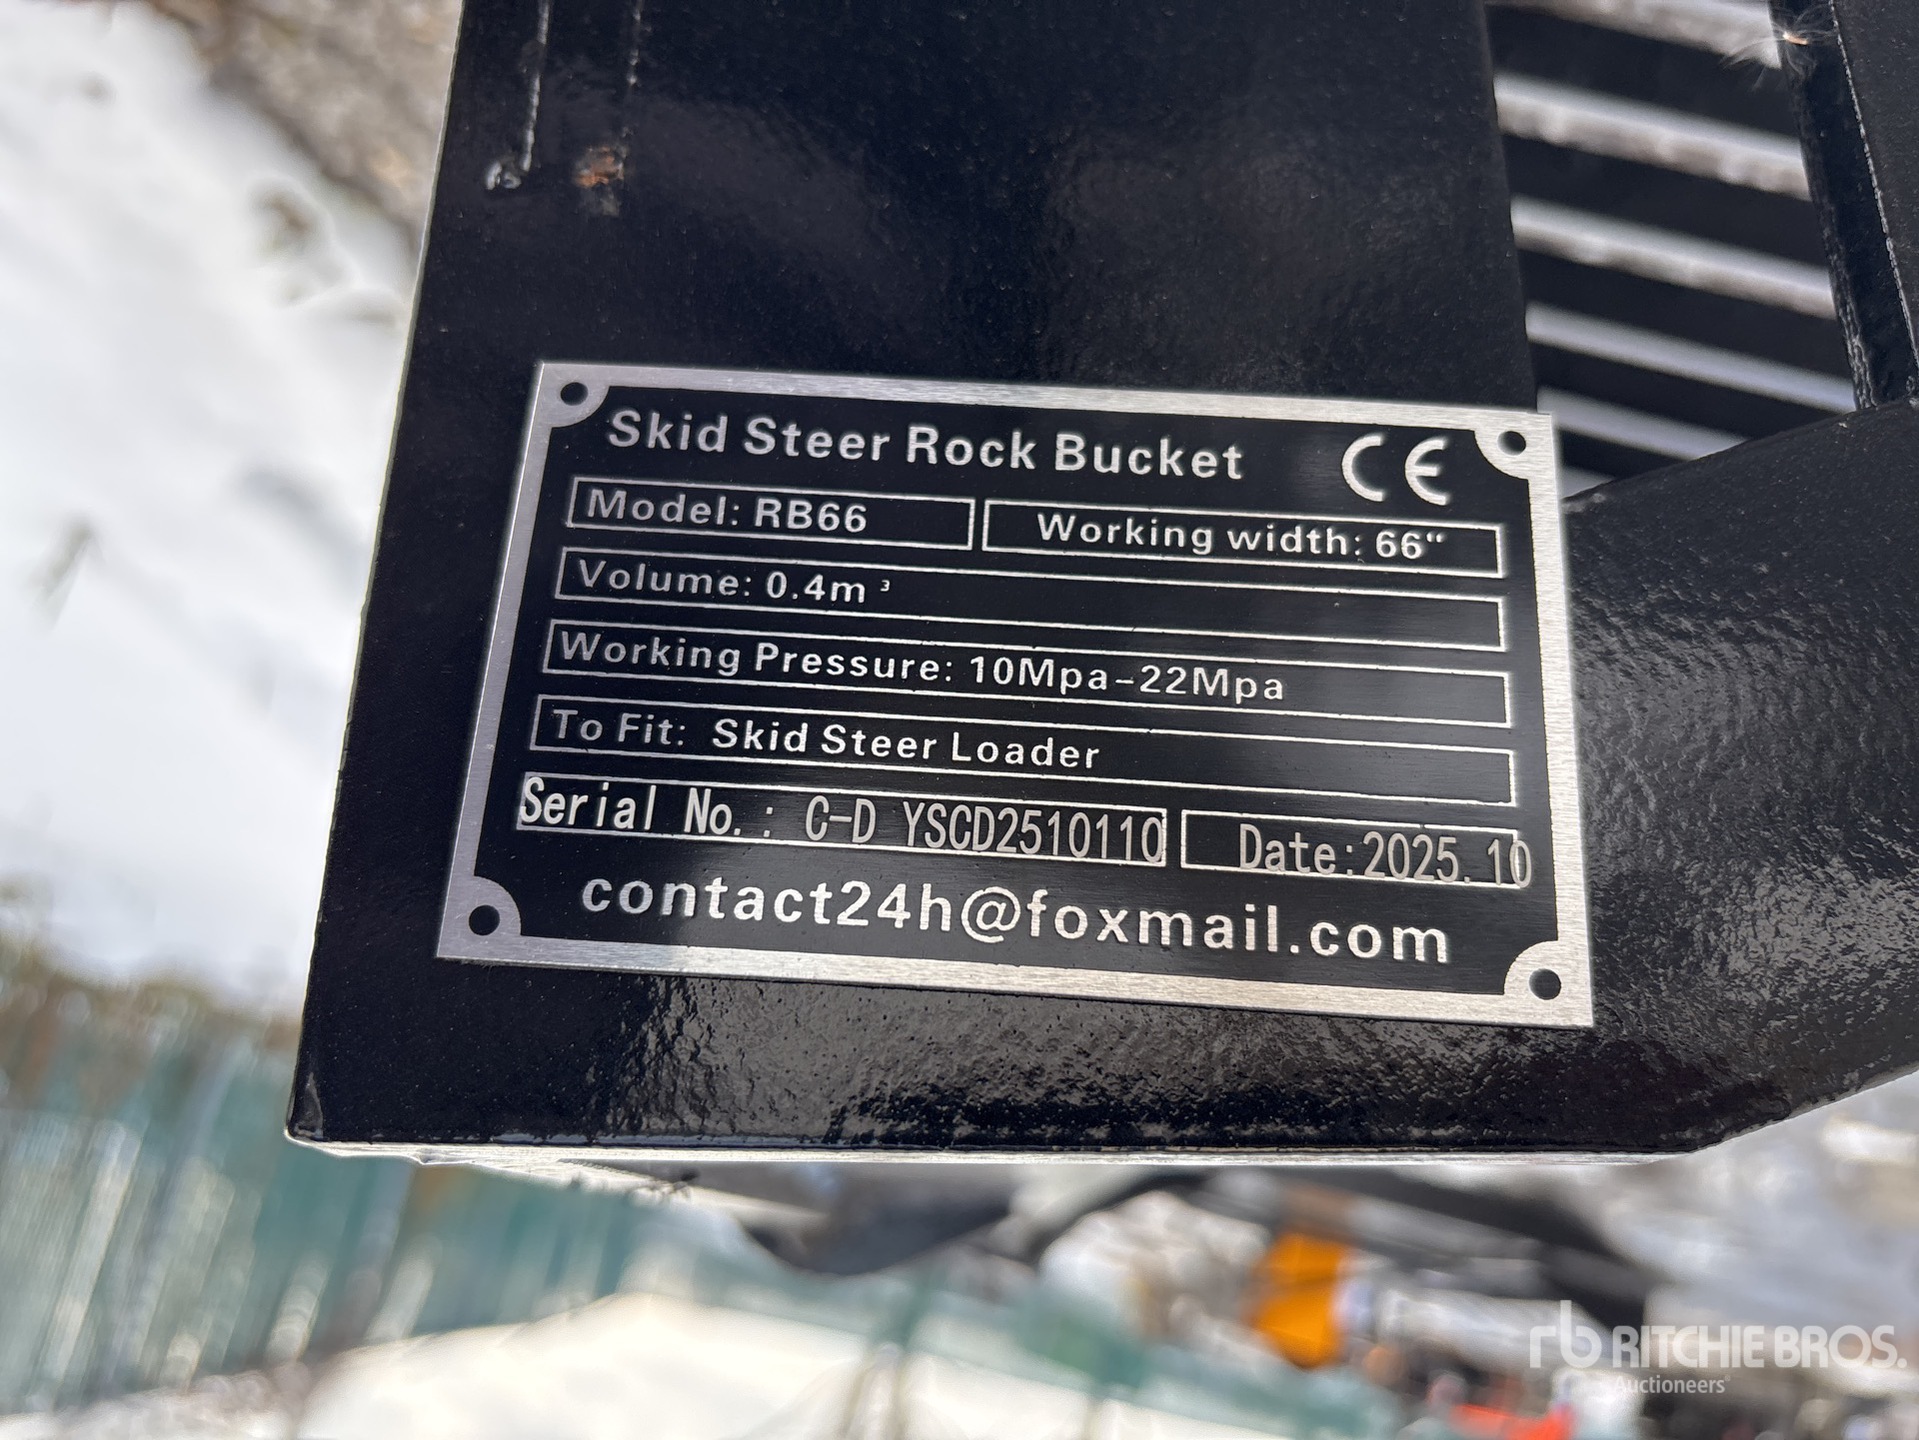 Skid Steer Rock Bucket CE
Model: RB66 Working width: 66"
Volume: 0.4m³
Working Pressure: 10Mpa-22Mpa
To Fit: Skid Steer Loader
Serial No.: C-D YSCD2510110 Date:2025.10
contact24h@foxmail.com
rb RITCHIE BROS.
Auctioneers